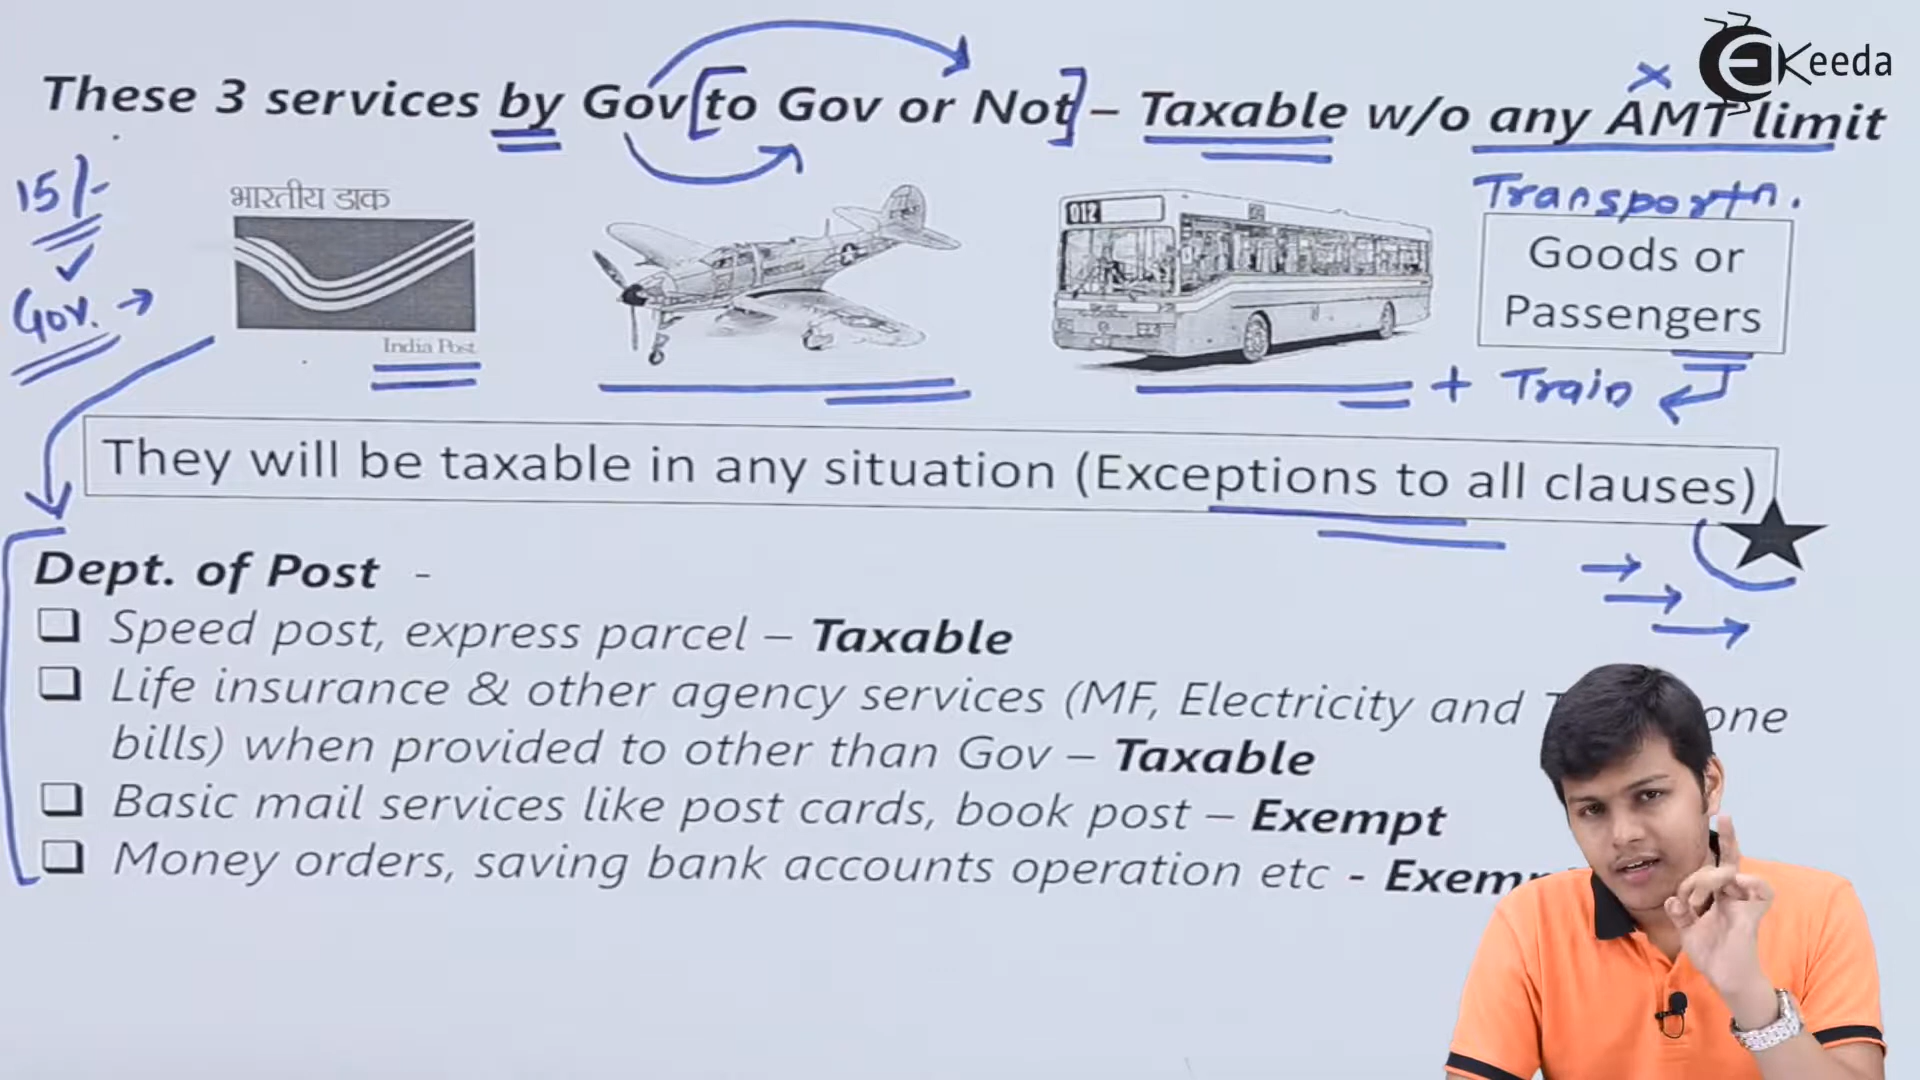 These 3 services by Gov [to Gov or Not] – Taxable w/o any AMT limit
Keeda
15/-
Gov.
भारतीय डाक
India Post
012
Transportn.
Goods or
Passengers
+ Train
They will be taxable in any situation (Exceptions to all clauses)
Dept. of Post -
❑ Speed post, express parcel – Taxable
❑ Life insurance & other agency services (MF, Electricity and
bills) when provided to other than Gov – Taxable
❑ Basic mail services like post cards, book post – Exempt
❑ Money orders, saving bank accounts operation etc -